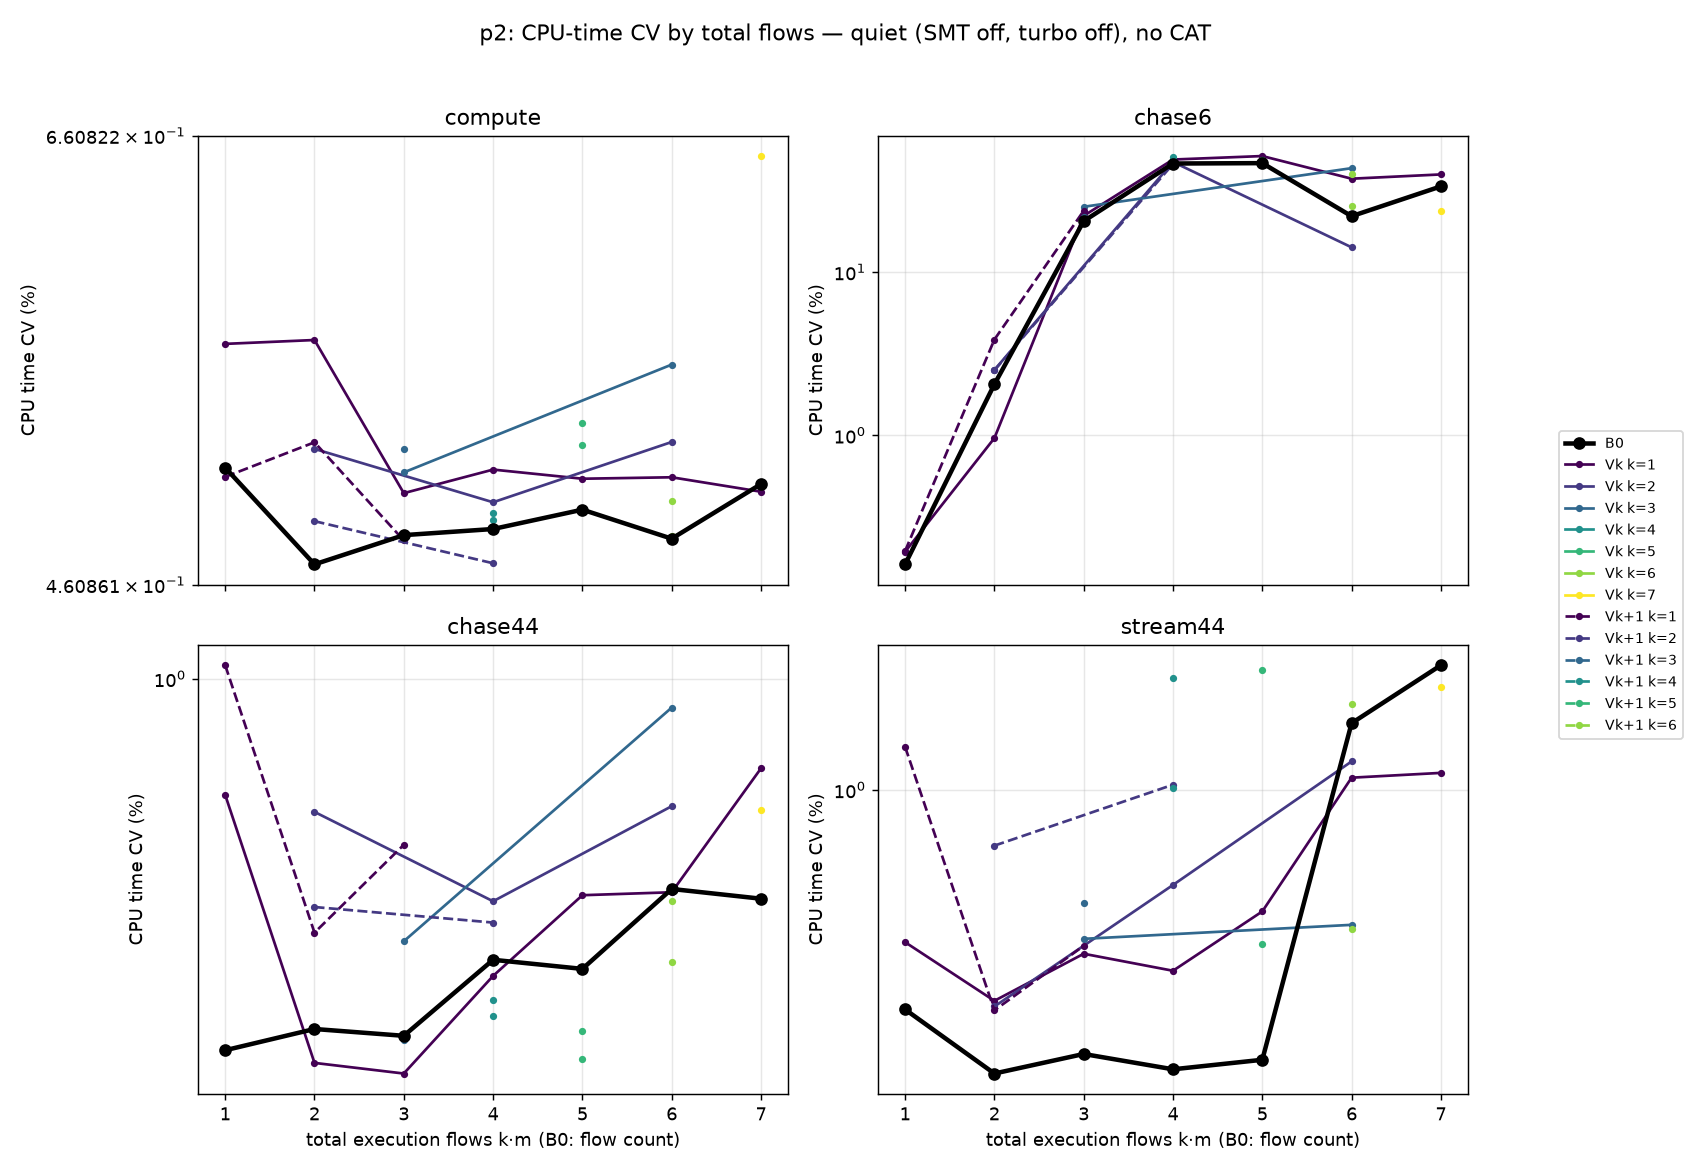 p2: CPU-time CV by total flows — quiet (SMT off, turbo off), no CAT
compute
6.60822 × 10⁻¹
4.60861 × 10⁻¹
CPU time CV (%)
chase6
10¹
10⁰
CPU time CV (%)
chase44
10⁰
CPU time CV (%)
1 2 3 4 5 6 7
total execution flows k·m (B0: flow count)
stream44
10⁰
CPU time CV (%)
1 2 3 4 5 6 7
total execution flows k·m (B0: flow count)
B0
Vk k=1
Vk k=2
Vk k=3
Vk k=4
Vk k=5
Vk k=6
Vk k=7
Vk+1 k=1
Vk+1 k=2
Vk+1 k=3
Vk+1 k=4
Vk+1 k=5
Vk+1 k=6